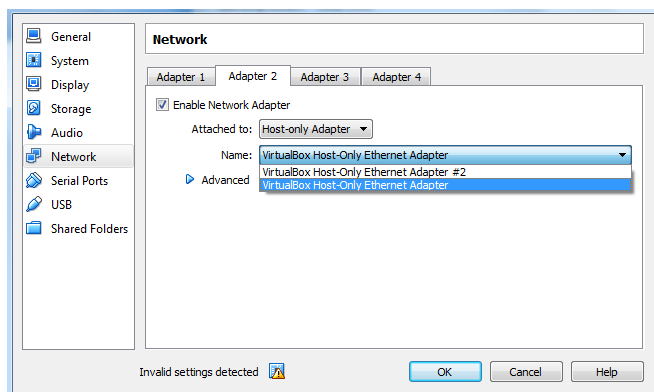 General
System
Display
Storage
Audio
Network
Serial Ports
USB
Shared Folders
Network
Adapter 1 Adapter 2 Adapter 3 Adapter 4
Enable Network Adapter
Attached to: Host-only Adapter
Name: VirtualBox Host-Only Ethernet Adapter
VirtualBox Host-Only Ethernet Adapter #2
VirtualBox Host-Only Ethernet Adapter
Advanced
Invalid settings detected
OK Cancel Help